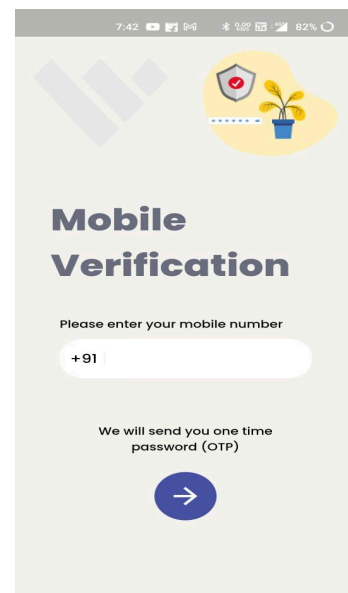 7:42 82%
Mobile
Verification
Please enter your mobile number
+91
We will send you one time
password (OTP)